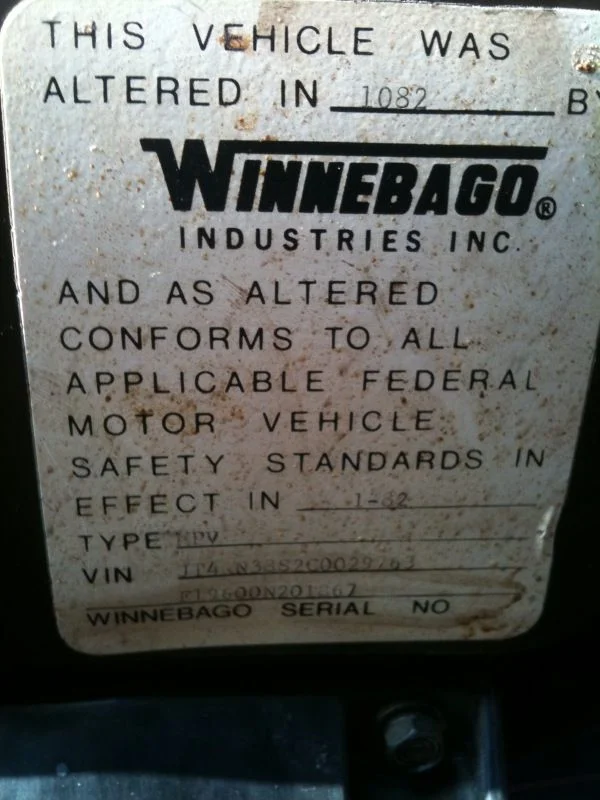 THIS VEHICLE WAS
ALTERED IN 1082 BY
WINNEBAGO®
INDUSTRIES INC.
AND AS ALTERED
CONFORMS TO ALL
APPLICABLE FEDERAL
MOTOR VEHICLE
SAFETY STANDARDS IN
EFFECT IN 1-82
TYPE MPV
VIN
WINNEBAGO SERIAL NO